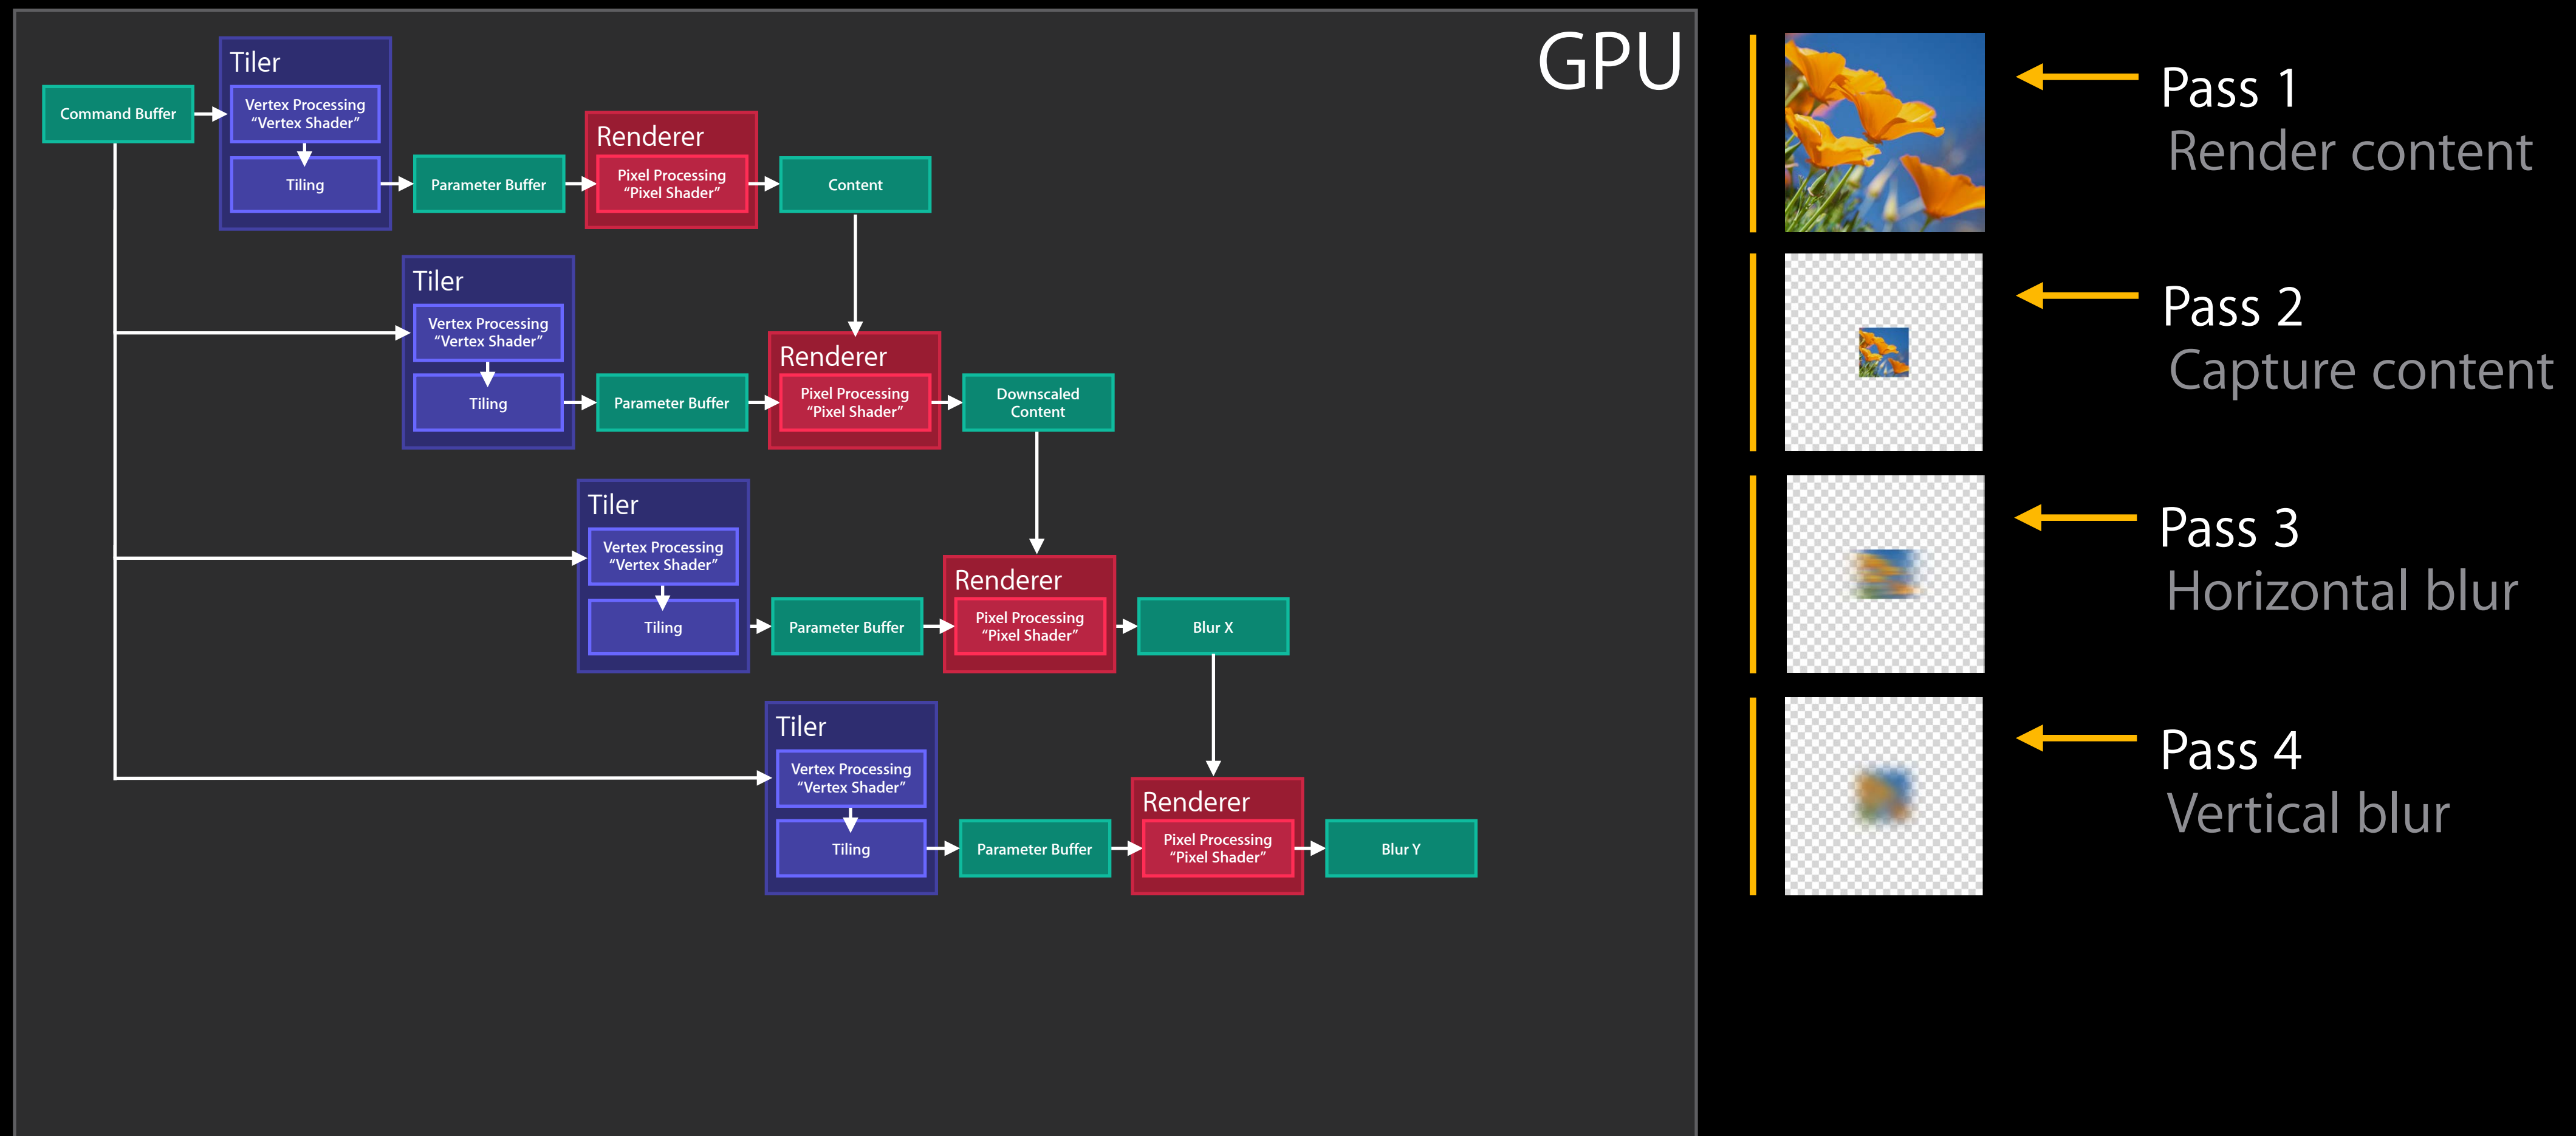 GPU
Tiler
Command Buffer
Vertex Processing
“Vertex Shader”
Tiling
Parameter Buffer
Renderer
Pixel Processing
“Pixel Shader”
Content
Pass 1
Render content
Tiler
Vertex Processing
“Vertex Shader”
Tiling
Parameter Buffer
Renderer
Pixel Processing
“Pixel Shader”
Downscaled
Content
Pass 2
Capture content
Tiler
Vertex Processing
“Vertex Shader”
Tiling
Parameter Buffer
Renderer
Pixel Processing
“Pixel Shader”
Blur X
Pass 3
Horizontal blur
Tiler
Vertex Processing
“Vertex Shader”
Tiling
Parameter Buffer
Renderer
Pixel Processing
“Pixel Shader”
Blur Y
Pass 4
Vertical blur